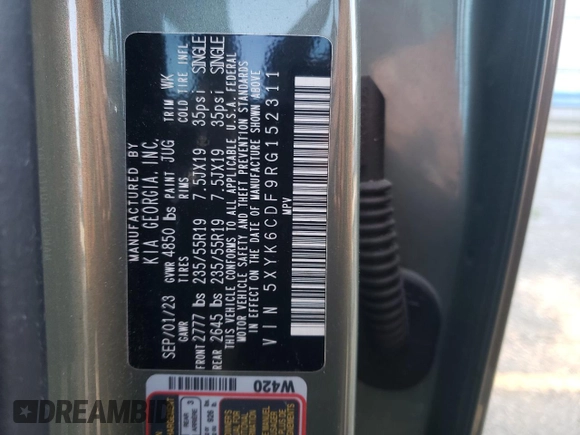 MANUFACTURED BY
KIA GEORGIA, INC.
SEP/01/23 GVWR 4850 lbs PAINT JUG TRIM WK
GAWR TIRES RIMS COLD TIRE INFL.
FRONT 2777 lbs 235/55R19 7.5JX19 35psi SINGLE
REAR 2645 lbs 235/55R19 7.5JX19 35psi SINGLE
THIS VEHICLE CONFORMS TO ALL APPLICABLE U.S.A. FEDERAL
MOTOR VEHICLE SAFETY AND THEFT PREVENTION STANDARDS
IN EFFECT ON THE DATE OF MANUFACTURE SHOWN ABOVE
VIN 5XYK6CDF9RG152311
MPV
W420
DREAMBID